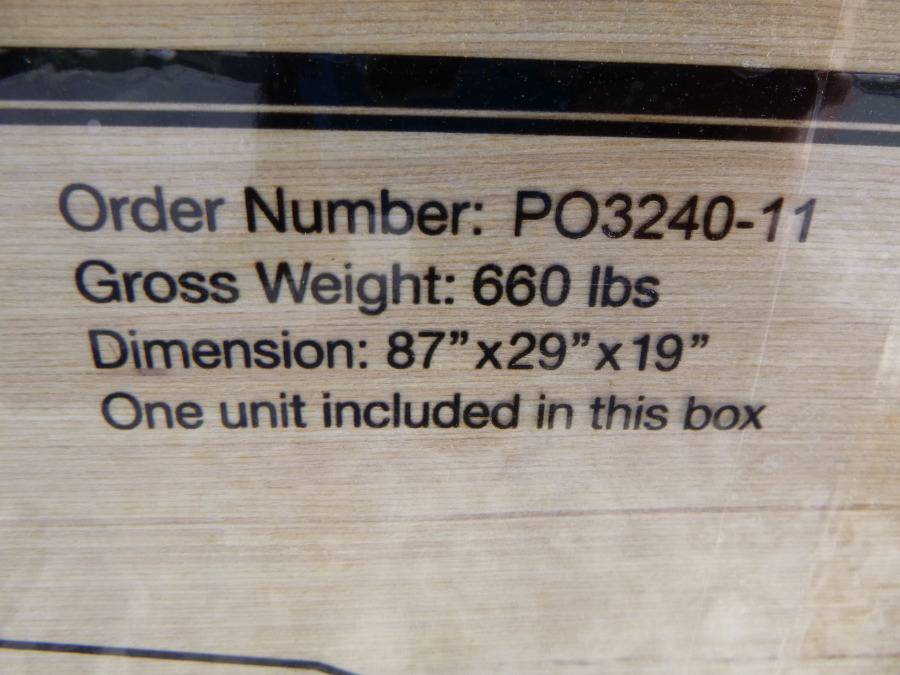 Order Number: PO3240-11
Gross Weight: 660 lbs
Dimension: 87”x29”x19”
One unit included in this box